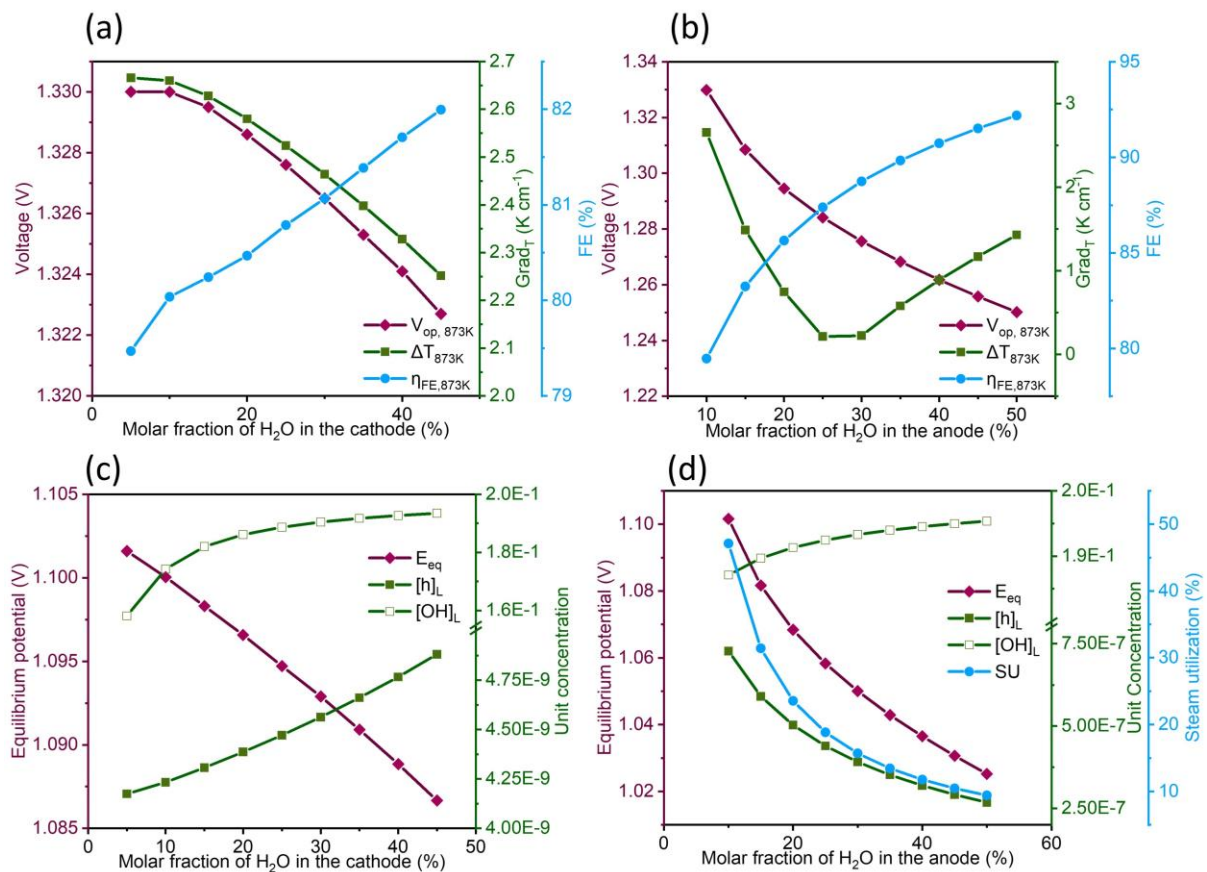 (a)
Voltage (V)
1.330
1.328
1.326
1.324
1.322
1.320
0
10
20
30
40
Molar fraction of H₂O in the cathode (%)
2.7
2.6
2.5
2.4
2.3
2.2
2.1
2.0
Grad_T (K cm⁻¹)
82
81
80
79
FE (%)
V_op, 873K
ΔT_873K
η_FE,873K
(b)
Voltage (V)
1.34
1.32
1.30
1.28
1.26
1.24
1.22
10
20
30
40
50
Molar fraction of H₂O in the anode (%)
3
2
1
0
Grad_T (K cm⁻¹)
95
90
85
80
FE (%)
V_op, 873K
ΔT_873K
η_FE,873K
(c)
Equilibrium potential (V)
1.105
1.100
1.095
1.090
1.085
0
10
20
30
40
50
Molar fraction of H₂O in the cathode (%)
2.0E-1
1.8E-1
1.6E-1
4.75E-9
4.50E-9
4.25E-9
4.00E-9
Unit concentration
E_eq
[h]_L
[OH]_L
(d)
Equilibrium potential (V)
1.10
1.08
1.06
1.04
1.02
0
10
20
30
40
50
60
Molar fraction of H₂O in the anode (%)
2.0E-1
1.9E-1
7.50E-7
5.00E-7
2.50E-7
Unit Concentration
50
40
30
20
10
Steam utilization (%)
E_eq
[h]_L
[OH]_L
SU